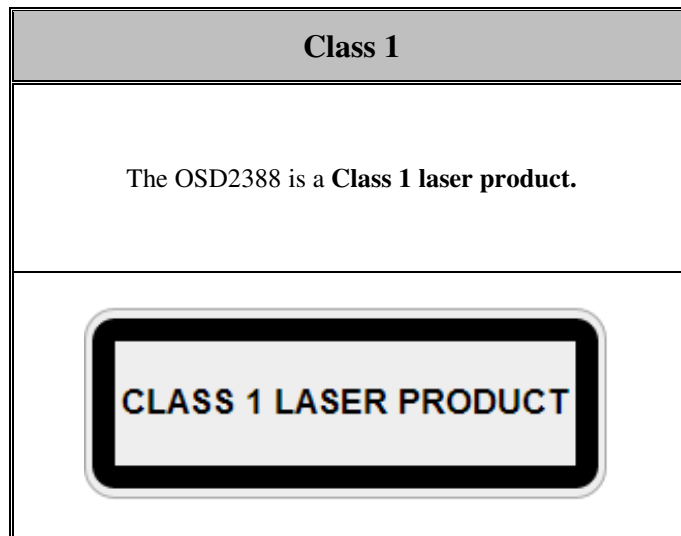 Class 1
The OSD2388 is a Class 1 laser product.
CLASS 1 LASER PRODUCT